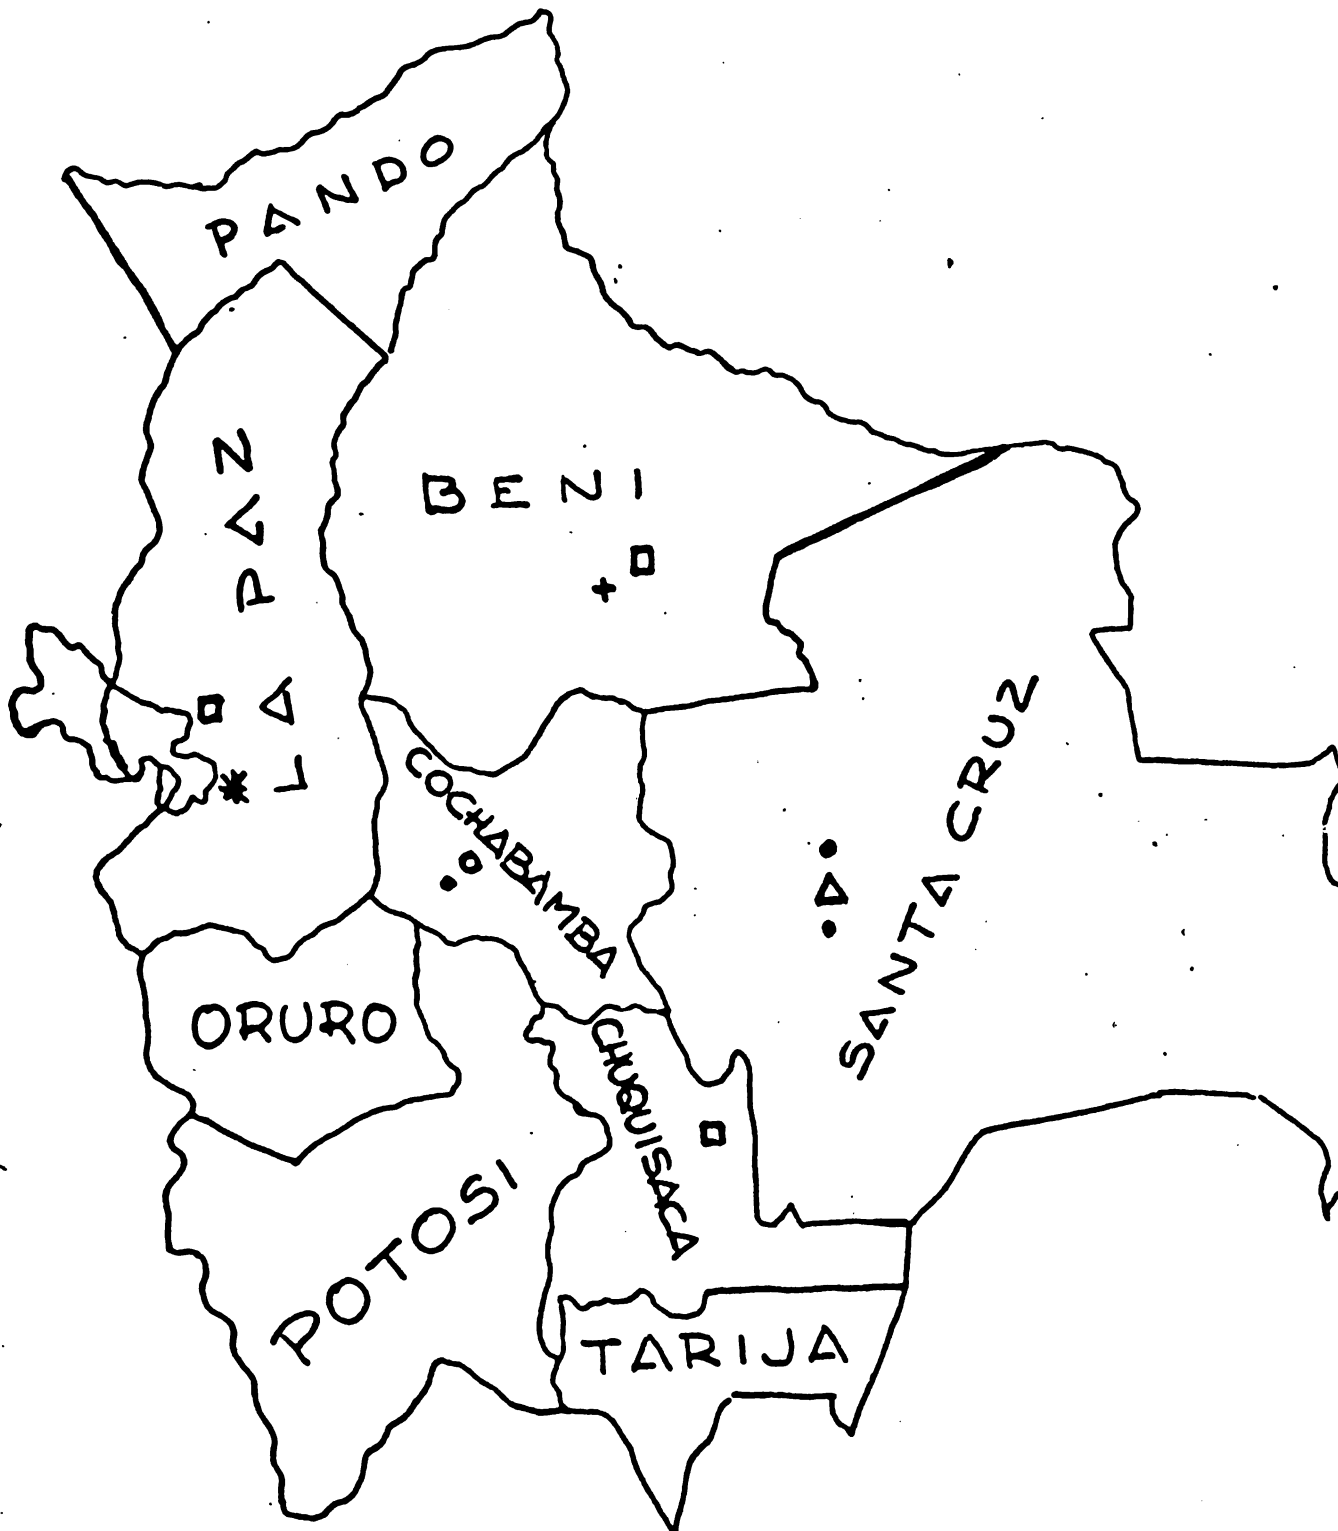 PANDO
BENI
LA PAZ
COCHABAMBA
SANTA CRUZ
ORURO
CHUQUISACA
POTOSI
TARIJA